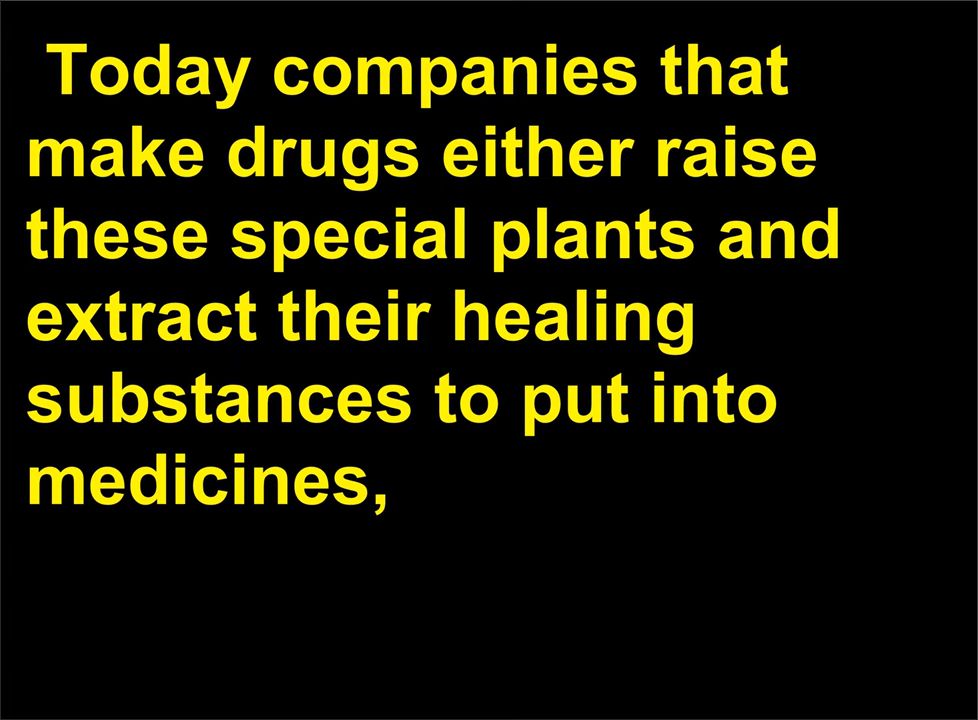 Today companies that
make drugs either raise
these special plants and
extract their healing
substances to put into
medicines,